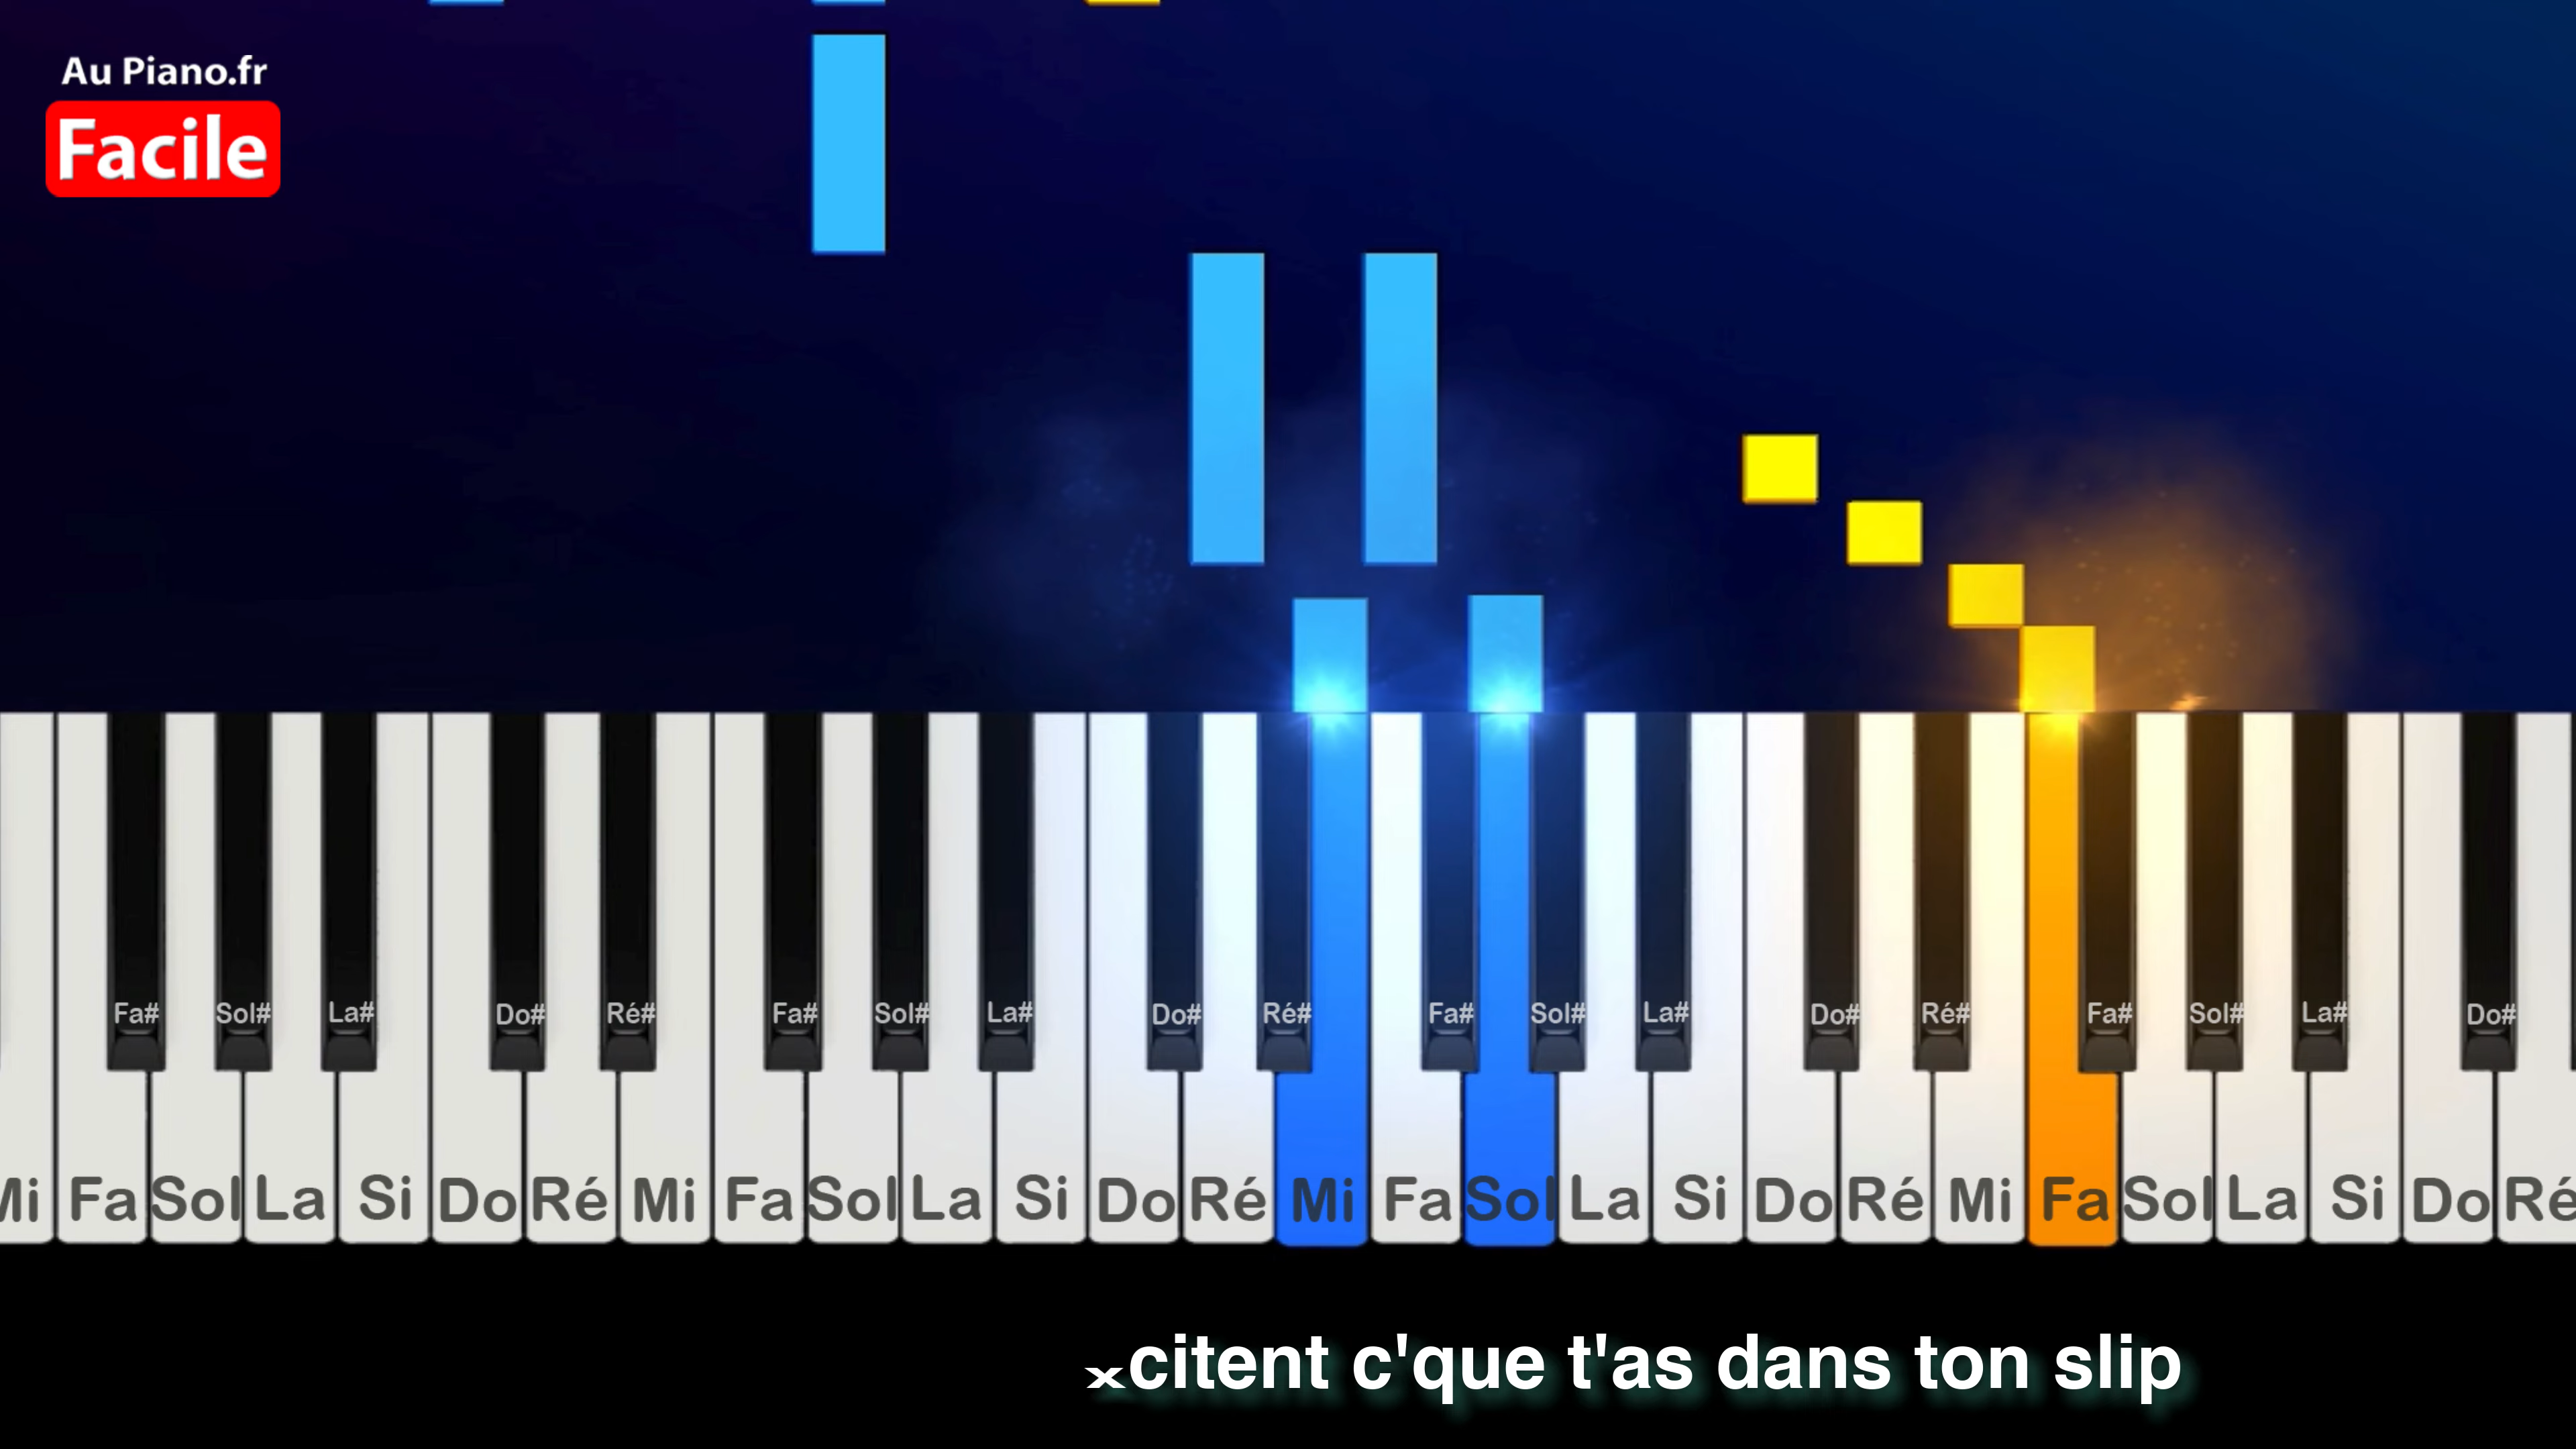 Au Piano.fr
Facile
Fa# Sol# La# Do# Ré# Fa# Sol# La# Do# Ré# Fa# Sol# La# Do# Ré# Fa# Sol# La# Do#
Mi Fa Sol La Si Do Ré Mi Fa Sol La Si Do Ré Mi Fa Sol La Si Do Ré Mi Fa Sol La Si Do Ré
xcitent c'que t'as dans ton slip